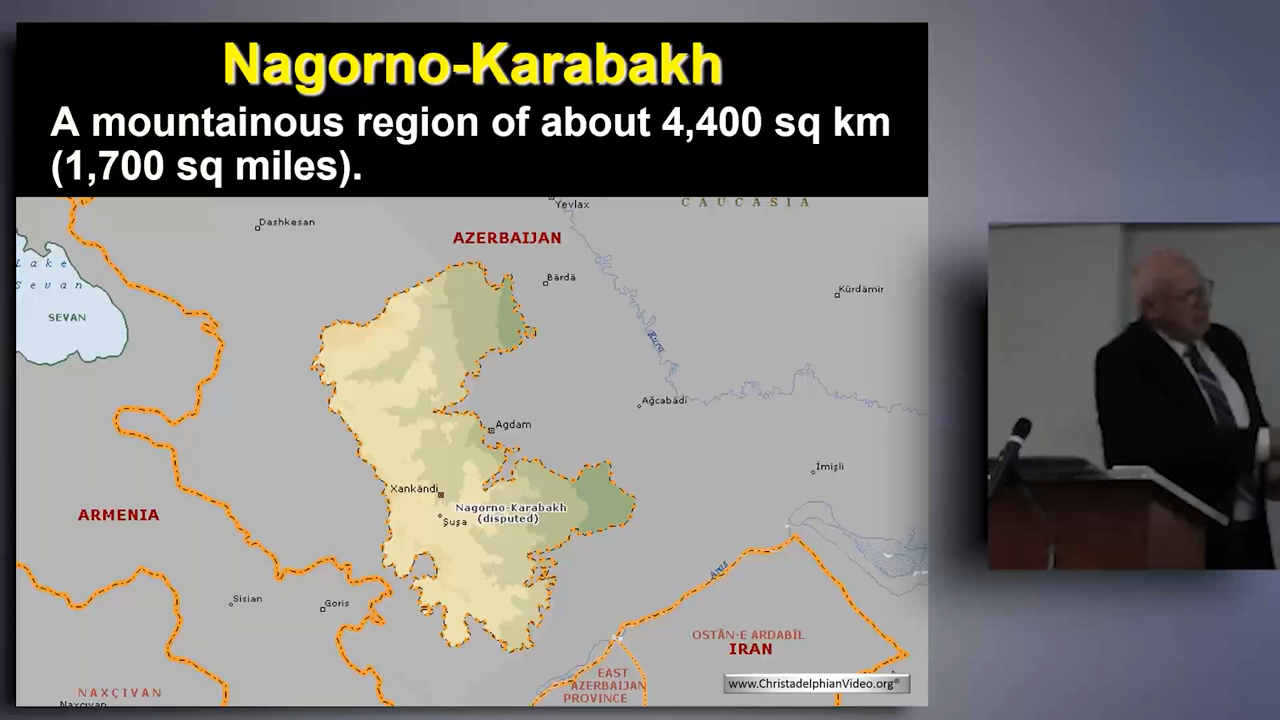 Nagorno-Karabakh
A mountainous region of about 4,400 sq km
(1,700 sq miles).
Yevlax
CAUCASIA
Dashkesan
AZERBAIJAN
Lake
Sevan
SEVAN
Bärdä
Kürdämir
Kura
Ağcabädi
Agdam
İmişli
Xankändi
Nagorno-Karabakh
(disputed)
Şuşa
ARMENIA
Aras
Sisian
Goris
OSTĀN-E ARDABĪL
IRAN
EAST
AZERBAIJAN
PROVINCE
NAXÇIVAN
Naxçıvan
www.ChristadelphianVideo.org®